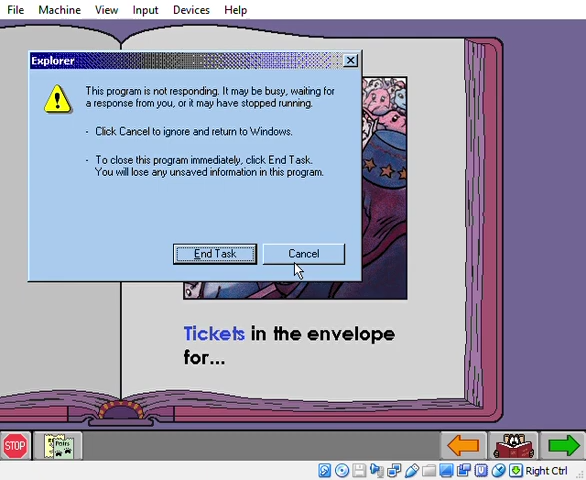 File Machine View Input Devices Help
Explorer
This program is not responding. It may be busy, waiting for
a response from you, or it may have stopped running.
- Click Cancel to ignore and return to Windows.
- To close this program immediately, click End Task.
You will lose any unsaved information in this program.
End Task Cancel
Tickets in the envelope
for...
STOP
Right Ctrl